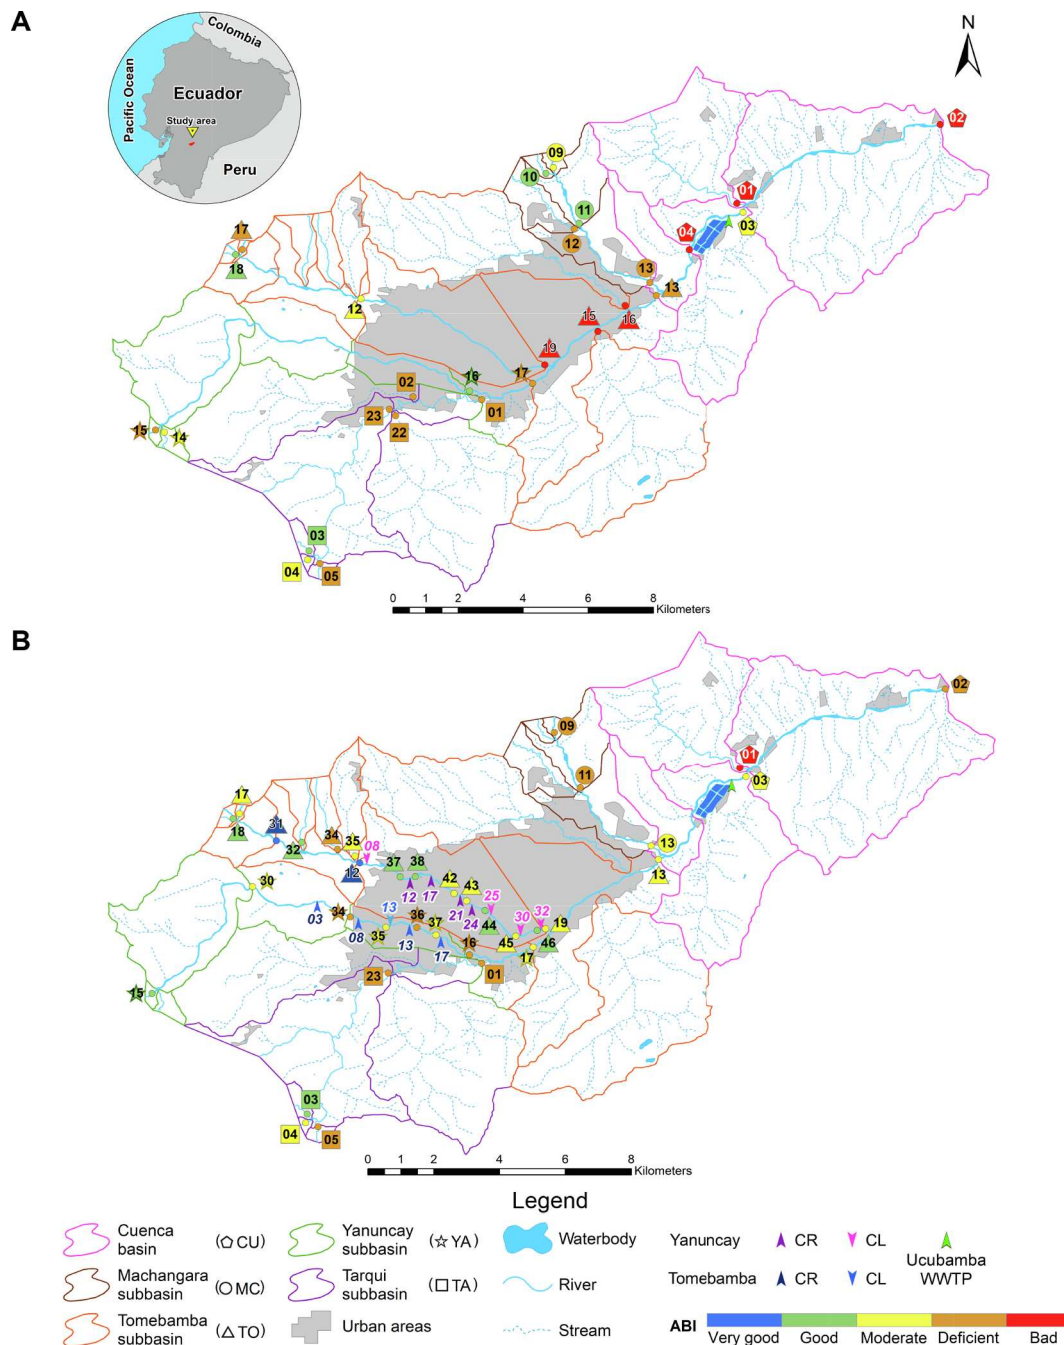 A
Colombia
Pacific Ocean
Ecuador
Study area
Peru
N
02
01
03
04
09
10
11
12
13
13
17
18
12
15
16
19
16
17
02
01
23
22
15
14
03
04
05
0 1 2 4 6 8
Kilometers
B
02
01
03
09
11
13
13
17
18
31
32
34
35
08
12
37
38
12
17
42
43
21
24
25
44
30
32
19
45
46
17
30
03
34
08
13
35
36
13
37
17
16
01
23
15
03
04
05
0 1 2 4 6 8
Kilometers
Legend
Cuenca basin (CU)
Machangara subbasin (MC)
Tomebamba subbasin (TO)
Yanuncay subbasin (YA)
Tarqui subbasin (TA)
Urban areas
Waterbody
River
Stream
Yanuncay CR CL
Tomebamba CR CL
Ucubamba
WWTP
ABI
Very good Good Moderate Deficient Bad